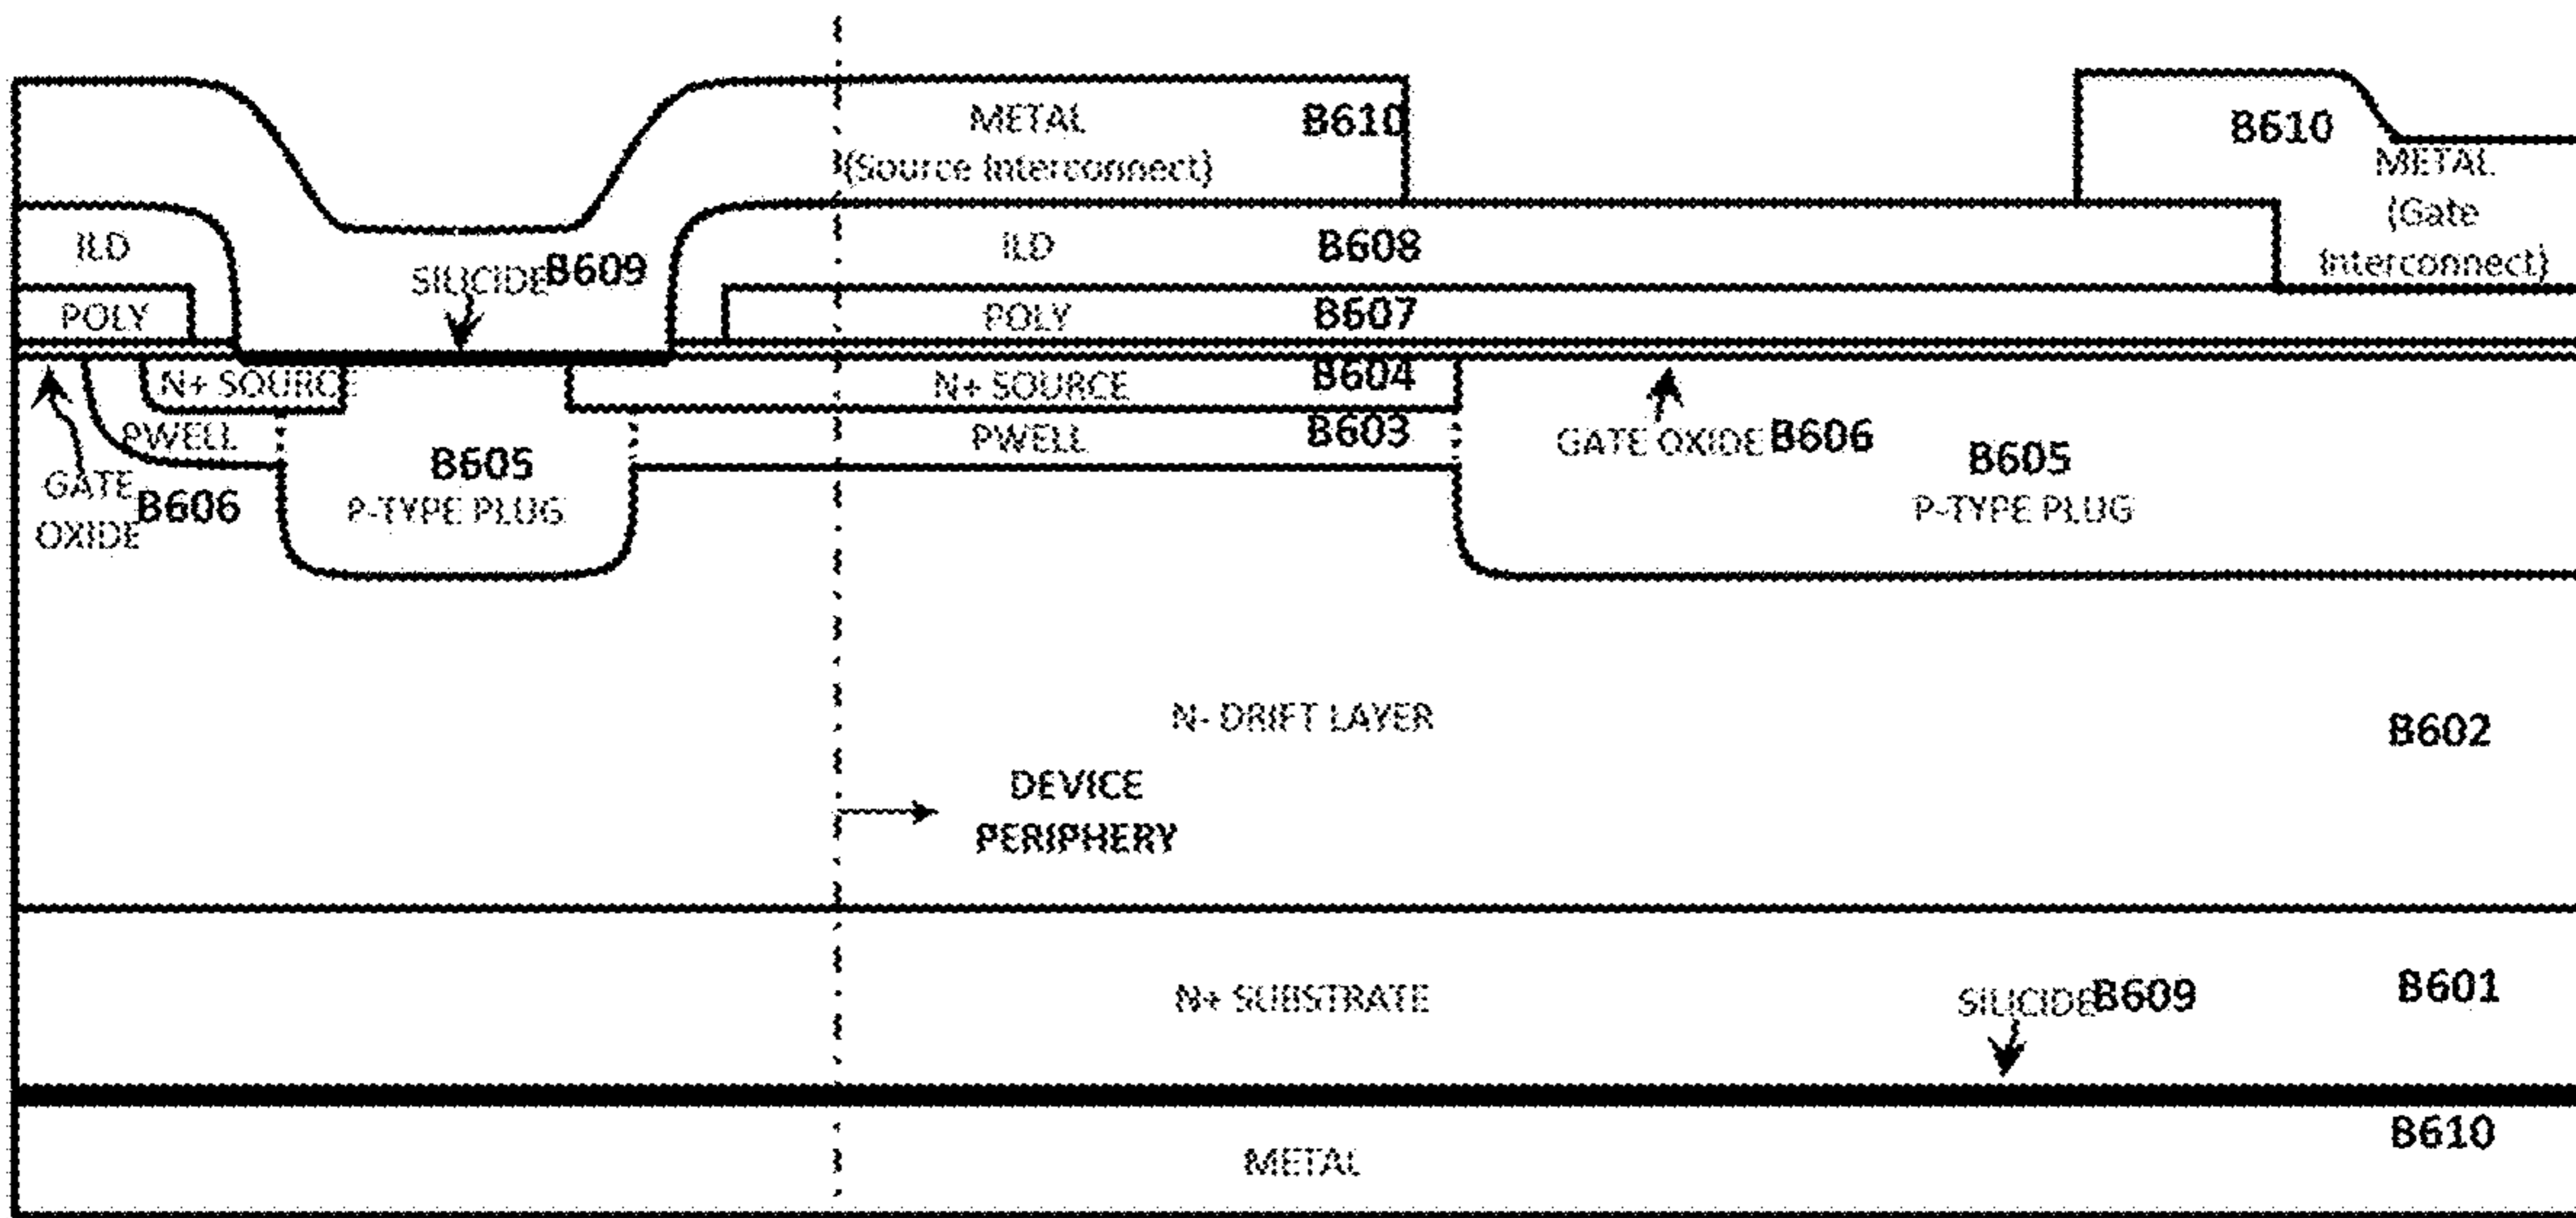 METAL B610
(Source Interconnect)
B610
METAL
(Gate
Interconnect)
ILD
SILICIDE B609
ILD B608
POLY
POLY B607
N+ SOURCE
N+ SOURCE B604
PWELL
PWELL B603
GATE OXIDE B606
GATE
OXIDE B606
B605
P-TYPE PLUG
B605
P-TYPE PLUG
N- DRIFT LAYER B602
DEVICE
PERIPHERY
N+ SUBSTRATE
SILICIDE B609
B601
METAL B610